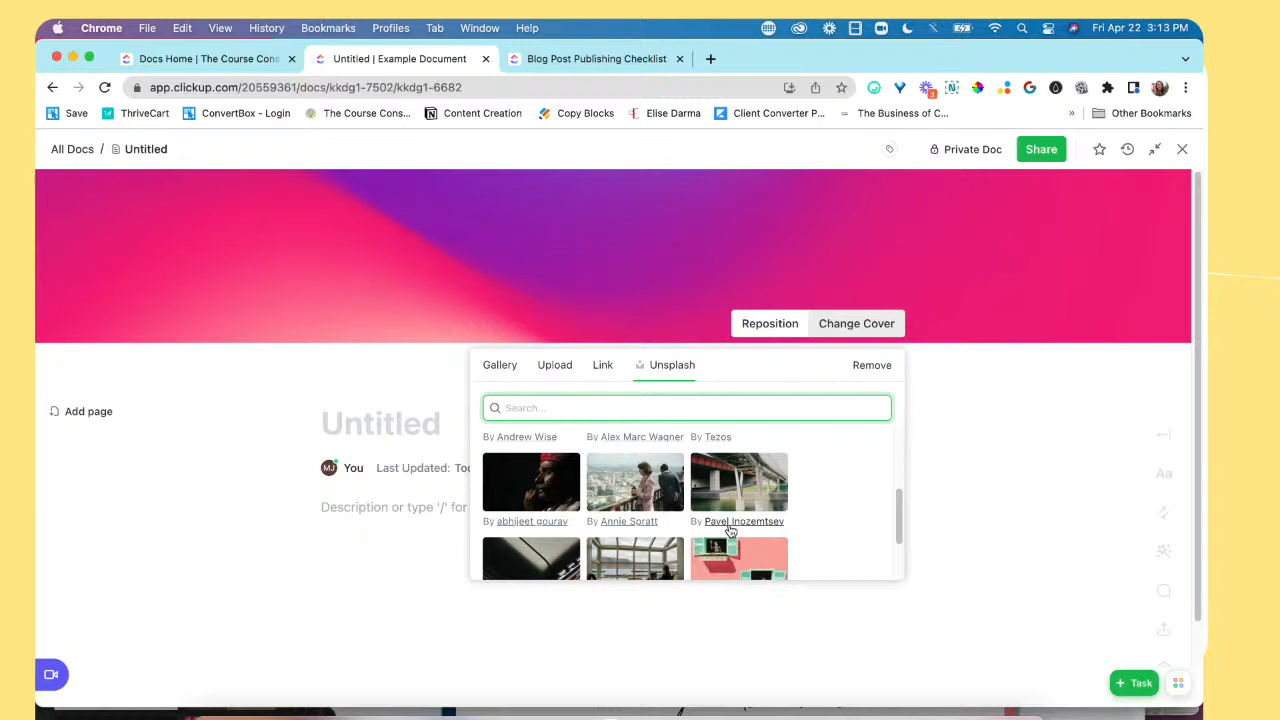 Chrome File Edit View History Bookmarks Profiles Tab Window Help Fri Apr 22 3:13 PM
Docs Home | The Course Cons Untitled | Example Document Blog Post Publishing Checklist
app.clickup.com/20559361/docs/kdg1-7502/kkdg1-6682
Save ThriveCart ConvertBox - Login The Course Cons... Content Creation Copy Blocks Elise Darma Client Converter P... The Business of C... » Other Bookmarks
All Docs / Untitled Private Doc Share
Reposition Change Cover
Gallery Upload Link Unsplash Remove
Search...
Add page
Untitled
By Andrew Wise By Alex Marc Wagner By Tezos
MJ You Last Updated: Toc
Description or type '/' for
By abhijeet gourav By Annie Spratt By Pavel Inozemtsev
Aa
+ Task